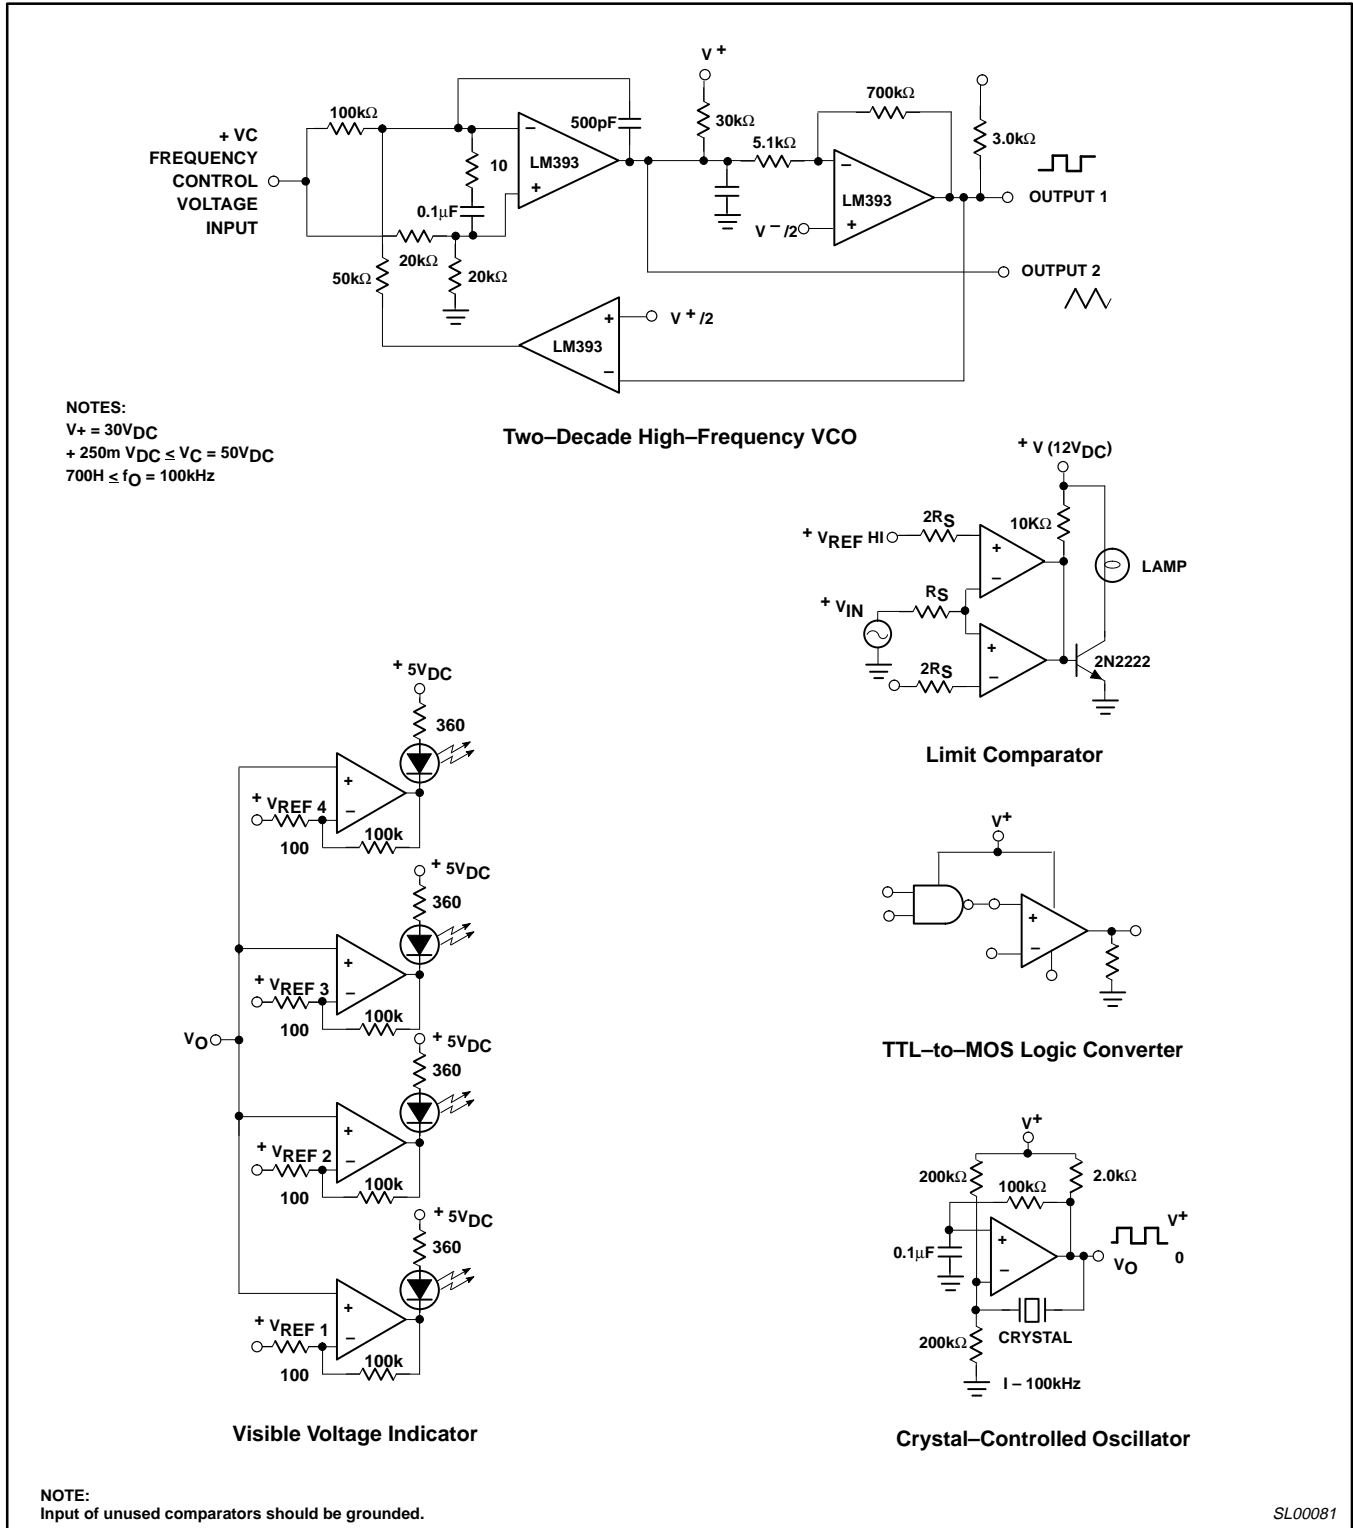 V+
100kΩ
700kΩ
500pF
30kΩ
3.0kΩ
5.1kΩ
+ VC
FREQUENCY
CONTROL
VOLTAGE
INPUT
10
−
LM393
+
0.1µF
−
LM393
+
OUTPUT 1
V−/2
20kΩ
50kΩ
20kΩ
OUTPUT 2
+
LM393
−
V+/2
NOTES:
V+ = 30VDC
+ 250m VDC ≤ VC = 50VDC
700H ≤ fO = 100kHz
Two–Decade High–Frequency VCO
+ V (12VDC)
2RS
10KΩ
+ VREF HI
+
−
LAMP
RS
+ VIN
+
−
2RS
2N2222
Limit Comparator
+ 5VDC
360
+
−
+ VREF 4
100k
100
+ 5VDC
360
+
−
+ VREF 3
100k
100
VO
+ 5VDC
360
+
−
+ VREF 2
100k
100
+ 5VDC
360
+
−
+ VREF 1
100k
100
Visible Voltage Indicator
V+
+
−
TTL–to–MOS Logic Converter
V+
200kΩ
100kΩ
2.0kΩ
+
−
0.1µF
V+
VO
0
CRYSTAL
200kΩ
I – 100kHz
Crystal–Controlled Oscillator
NOTE:
Input of unused comparators should be grounded.
SL00081